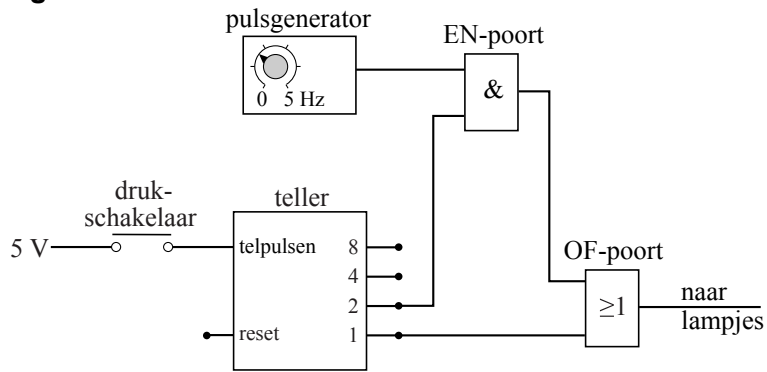 pulsgenerator
0 5 Hz
EN-poort
&
druk-
schakelaar
5 V
teller
telpulsen
reset
8
4
2
1
OF-poort
≥1
naar
lampjes